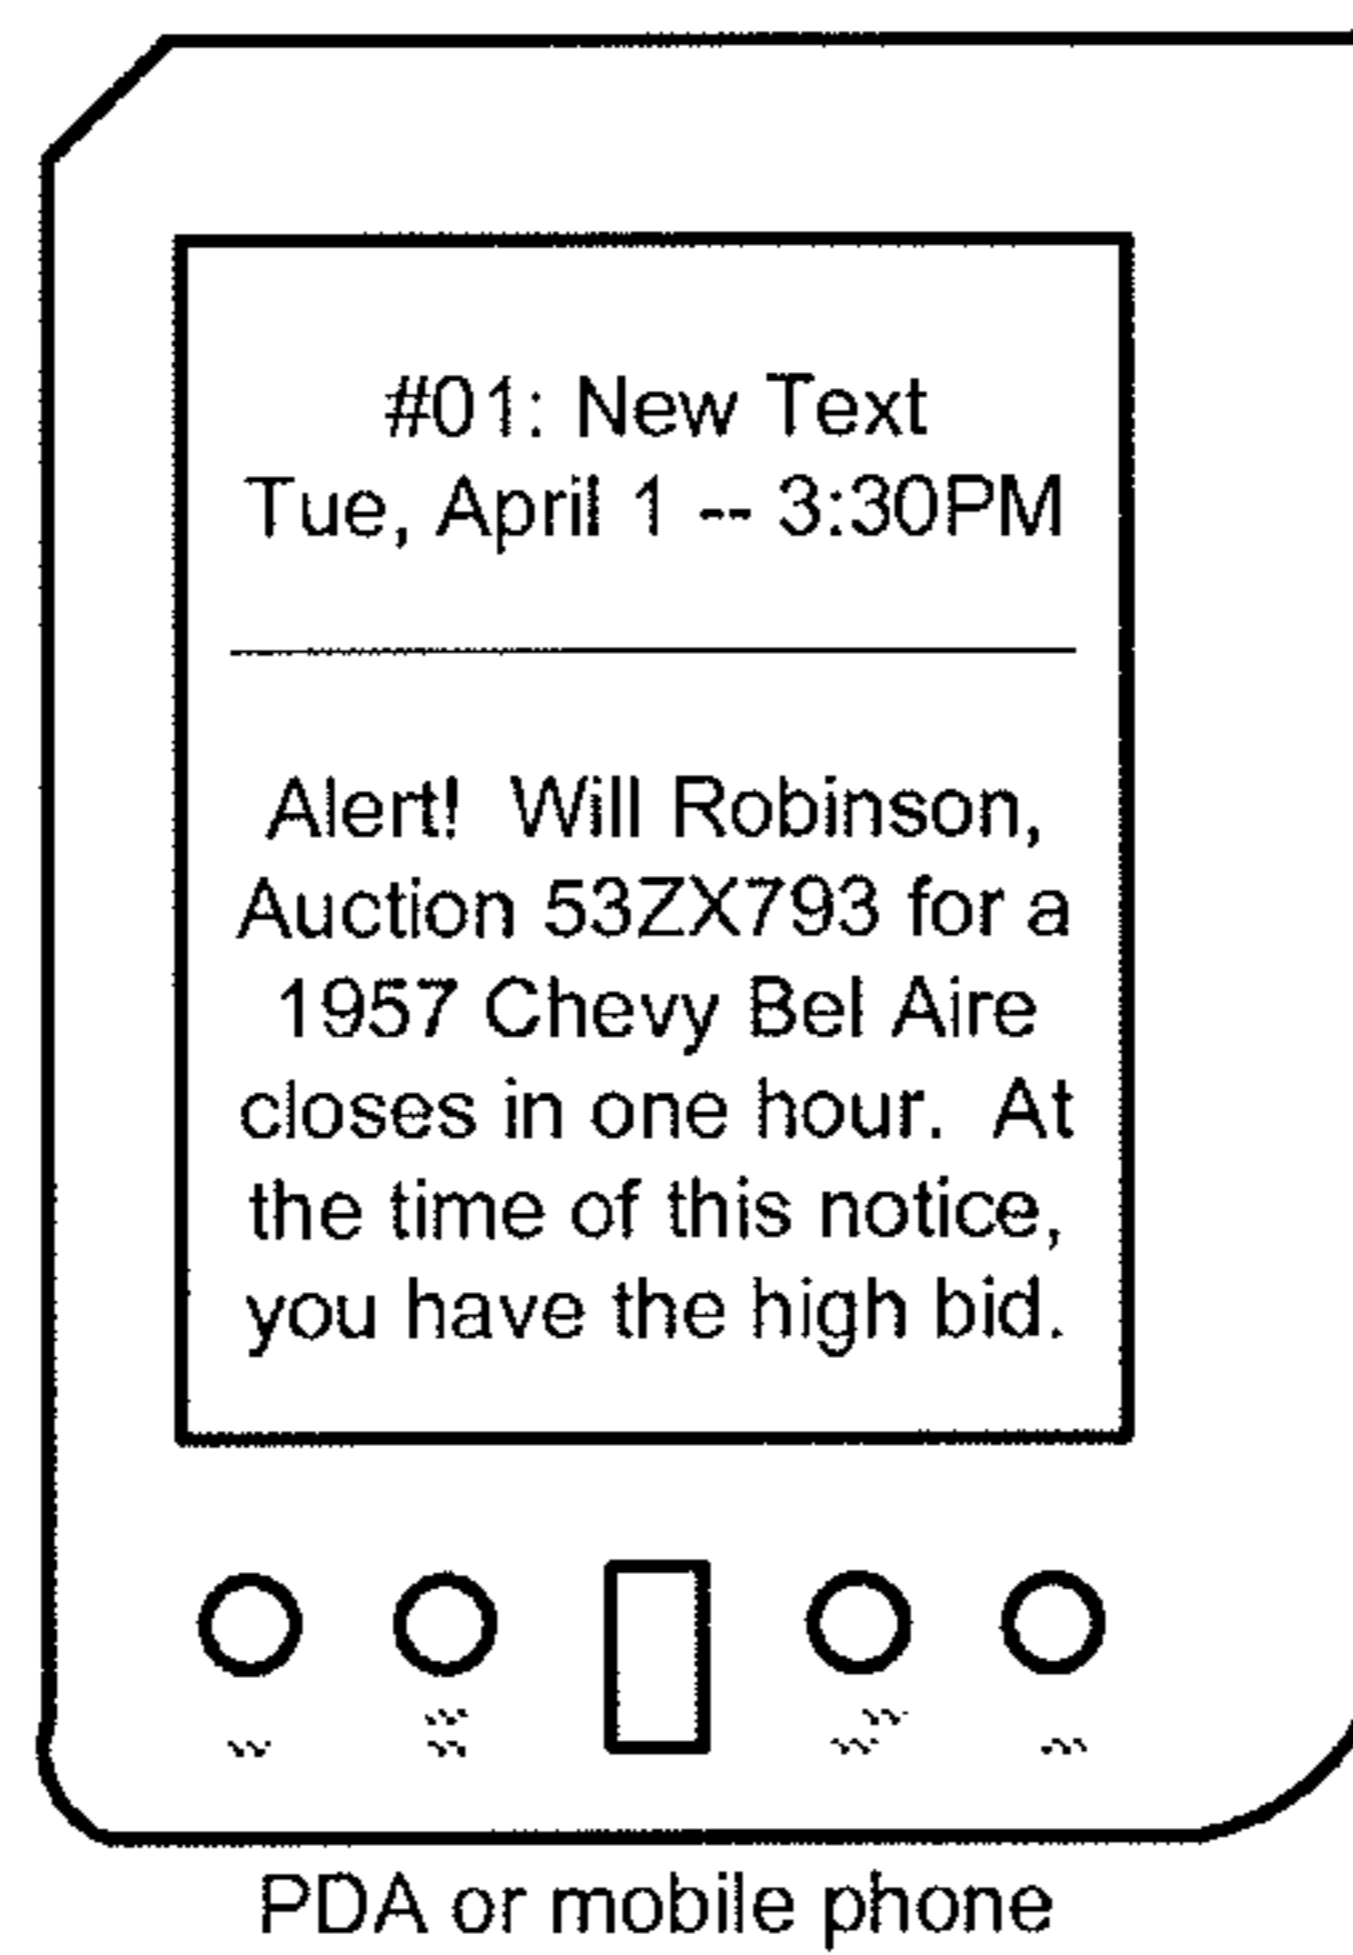 #01: New Text
Tue, April 1 -- 3:30PM
Alert!  Will Robinson,
Auction 53ZX793 for a
1957 Chevy Bel Aire
closes in one hour.  At
the time of this notice,
you have the high bid.
PDA or mobile phone